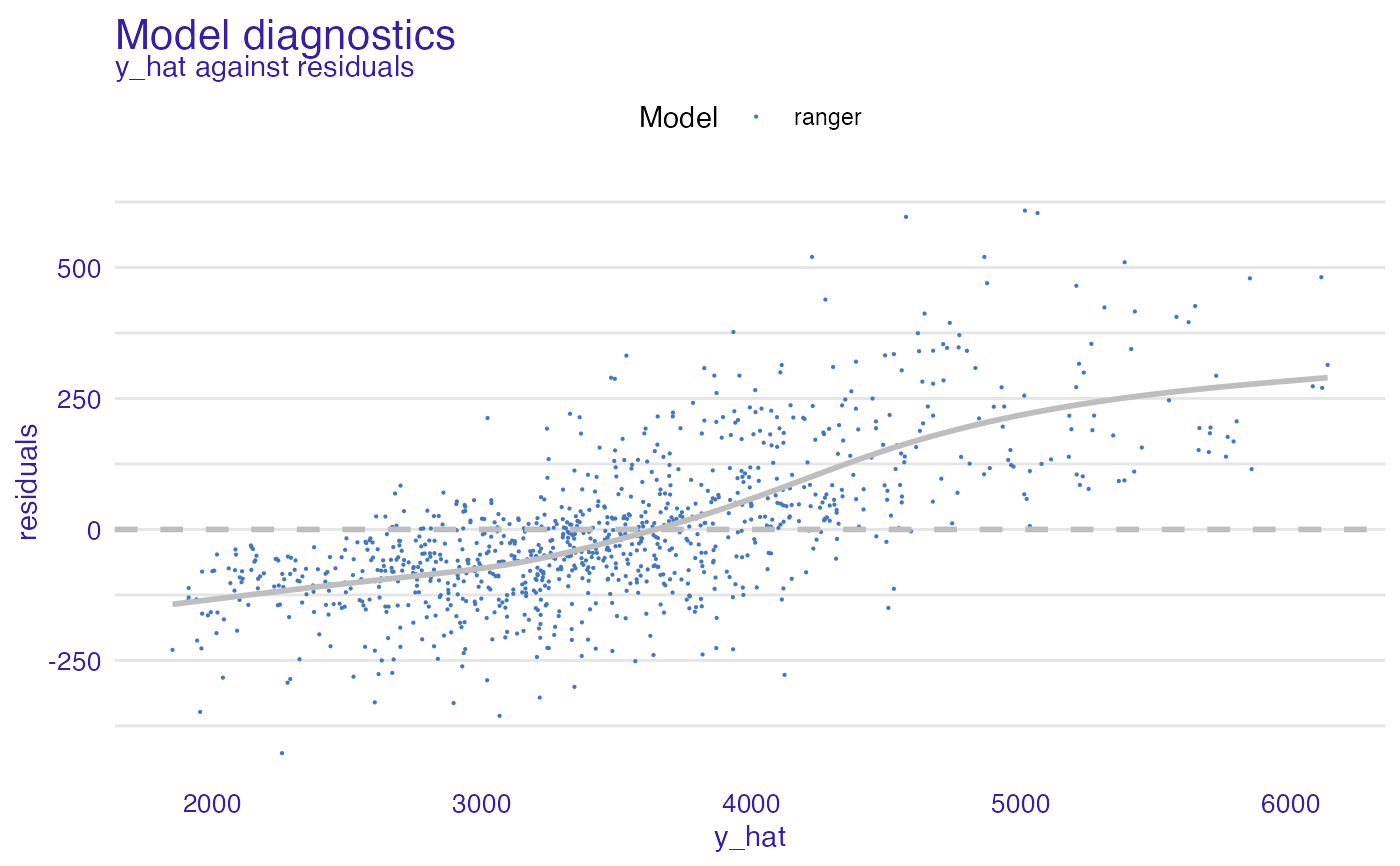 Model diagnostics
y_hat against residuals
Model ranger
500
250
0
-250
residuals
2000 3000 4000 5000 6000
y_hat